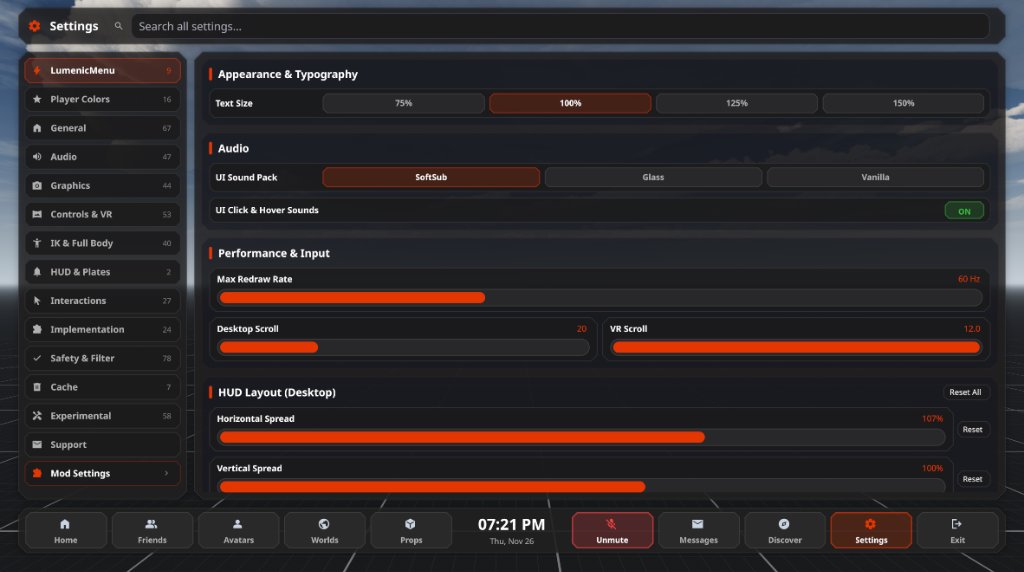 Settings
Search all settings...
LumenicMenu 9
Player Colors 16
General 67
Audio 47
Graphics 44
Controls & VR 53
IK & Full Body 40
HUD & Plates 2
Interactions 27
Implementation 24
Safety & Filter 78
Cache 7
Experimental 58
Support
Mod Settings
Appearance & Typography
Text Size 75% 100% 125% 150%
Audio
UI Sound Pack SoftSub Glass Vanilla
UI Click & Hover Sounds ON
Performance & Input
Max Redraw Rate 60 Hz
Desktop Scroll 20 VR Scroll 12.0
HUD Layout (Desktop) Reset All
Horizontal Spread 107% Reset
Vertical Spread 100% Reset
Home Friends Avatars Worlds Props
07:21 PM
Thu, Nov 26
Unmute Messages Discover Settings Exit